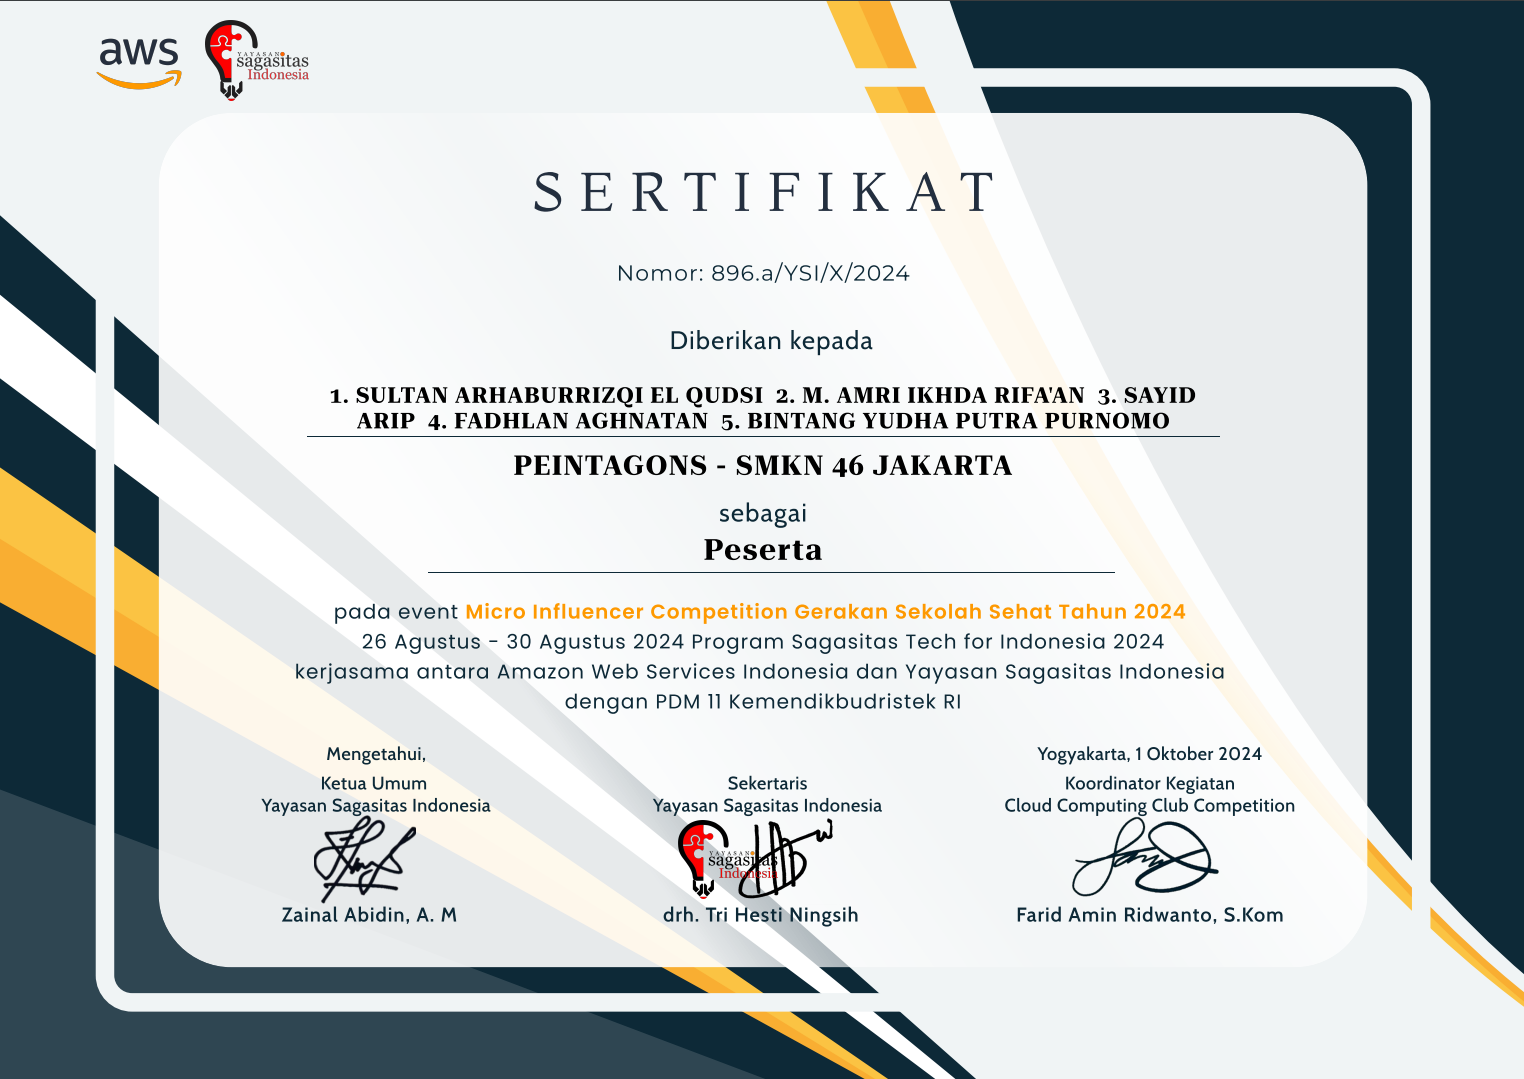 aws
YAYASAN
sagasitas
Indonesia
SERTIFIKAT
Nomor: 896.a/YSI/X/2024
Diberikan kepada
1. SULTAN ARHABURRIZQI EL QUDSI 2. M. AMRI IKHDA RIFA'AN 3. SAYID
ARIP 4. FADHLAN AGHNATAN 5. BINTANG YUDHA PUTRA PURNOMO
PEINTAGONS - SMKN 46 JAKARTA
sebagai
Peserta
pada event Micro Influencer Competition Gerakan Sekolah Sehat Tahun 2024
26 Agustus - 30 Agustus 2024 Program Sagasitas Tech for Indonesia 2024
kerjasama antara Amazon Web Services Indonesia dan Yayasan Sagasitas Indonesia
dengan PDM 11 Kemendikbudristek RI
Mengetahui,
Ketua Umum
Yayasan Sagasitas Indonesia
Zainal Abidin, A. M
Sekertaris
Yayasan Sagasitas Indonesia
YAYASAN
sagasitas
Indonesia
drh. Tri Hesti Ningsih
Yogyakarta, 1 Oktober 2024
Koordinator Kegiatan
Cloud Computing Club Competition
Farid Amin Ridwanto, S.Kom